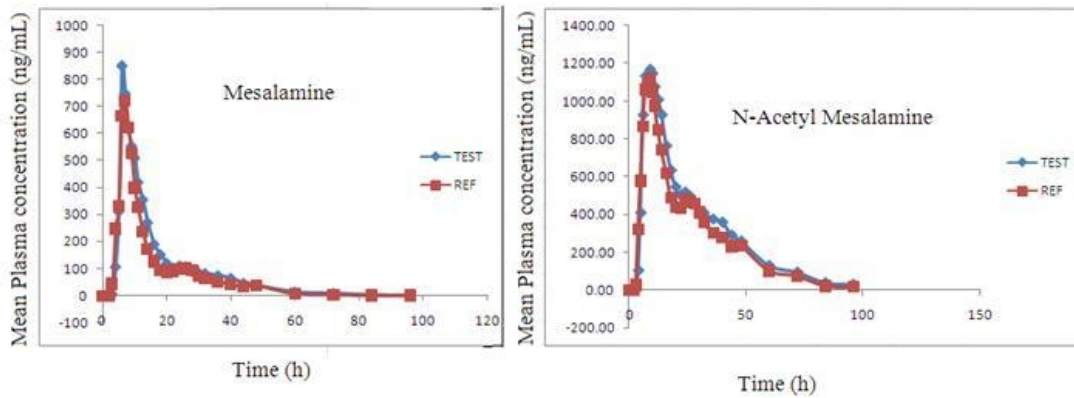 Mean Plasma concentration (ng/mL)
1000
900
800
700
600
500
400
300
200
100
0
-100
0 20 40 60 80 100 120
Mesalamine
TEST
REF
Time (h)
Mean Plasma concentration (ng/mL)
1400.00
1200.00
1000.00
800.00
600.00
400.00
200.00
0.00
-200.00
0 50 100 150
N-Acetyl Mesalamine
TEST
REF
Time (h)